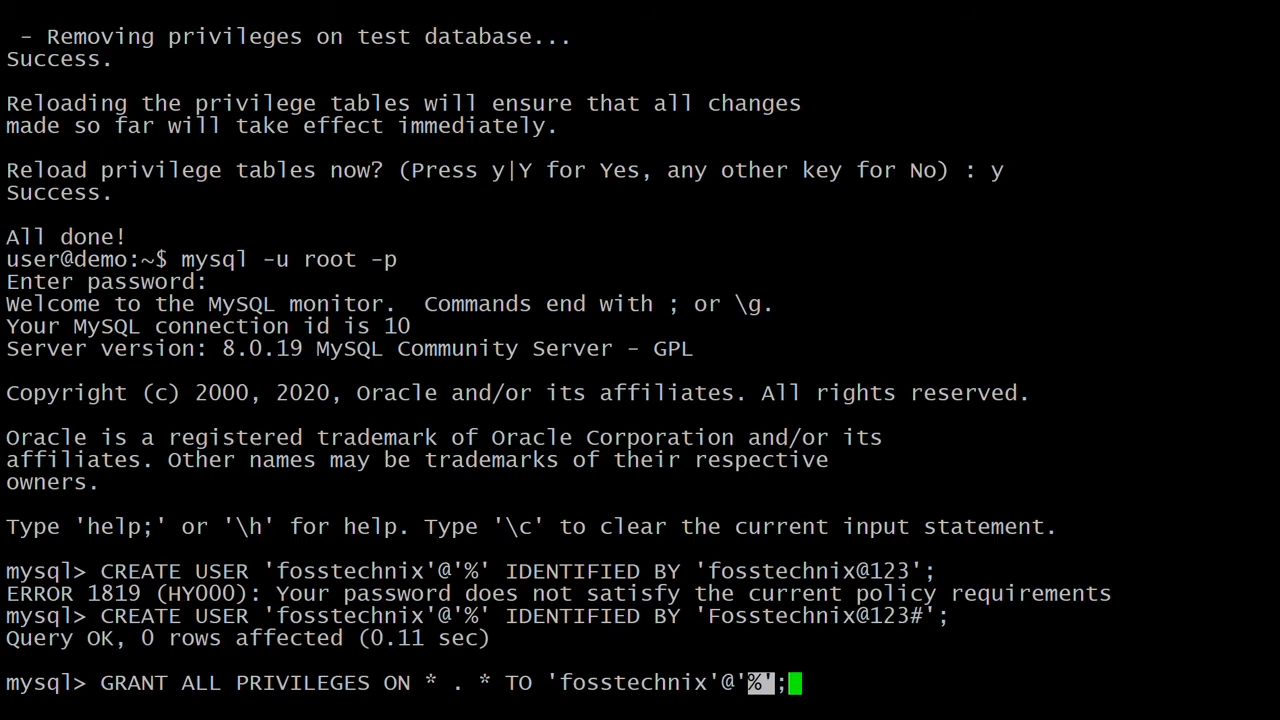 - Removing privileges on test database...
Success.
Reloading the privilege tables will ensure that all changes
made so far will take effect immediately.
Reload privilege tables now? (Press y|Y for Yes, any other key for No) : y
Success.
All done!
user@demo:~$ mysql -u root -p
Enter password:
Welcome to the MySQL monitor.  Commands end with ; or \g.
Your MySQL connection id is 10
Server version: 8.0.19 MySQL Community Server - GPL
Copyright (c) 2000, 2020, Oracle and/or its affiliates. All rights reserved.
Oracle is a registered trademark of Oracle Corporation and/or its
affiliates. Other names may be trademarks of their respective
owners.
Type 'help;' or '\h' for help. Type '\c' to clear the current input statement.
mysql> CREATE USER 'fosstechnix'@'%' IDENTIFIED BY 'fosstechnix@123';
ERROR 1819 (HY000): Your password does not satisfy the current policy requirements
mysql> CREATE USER 'fosstechnix'@'%' IDENTIFIED BY 'Fosstechnix@123#';
Query OK, 0 rows affected (0.11 sec)
mysql> GRANT ALL PRIVILEGES ON * . * TO 'fosstechnix'@'%';